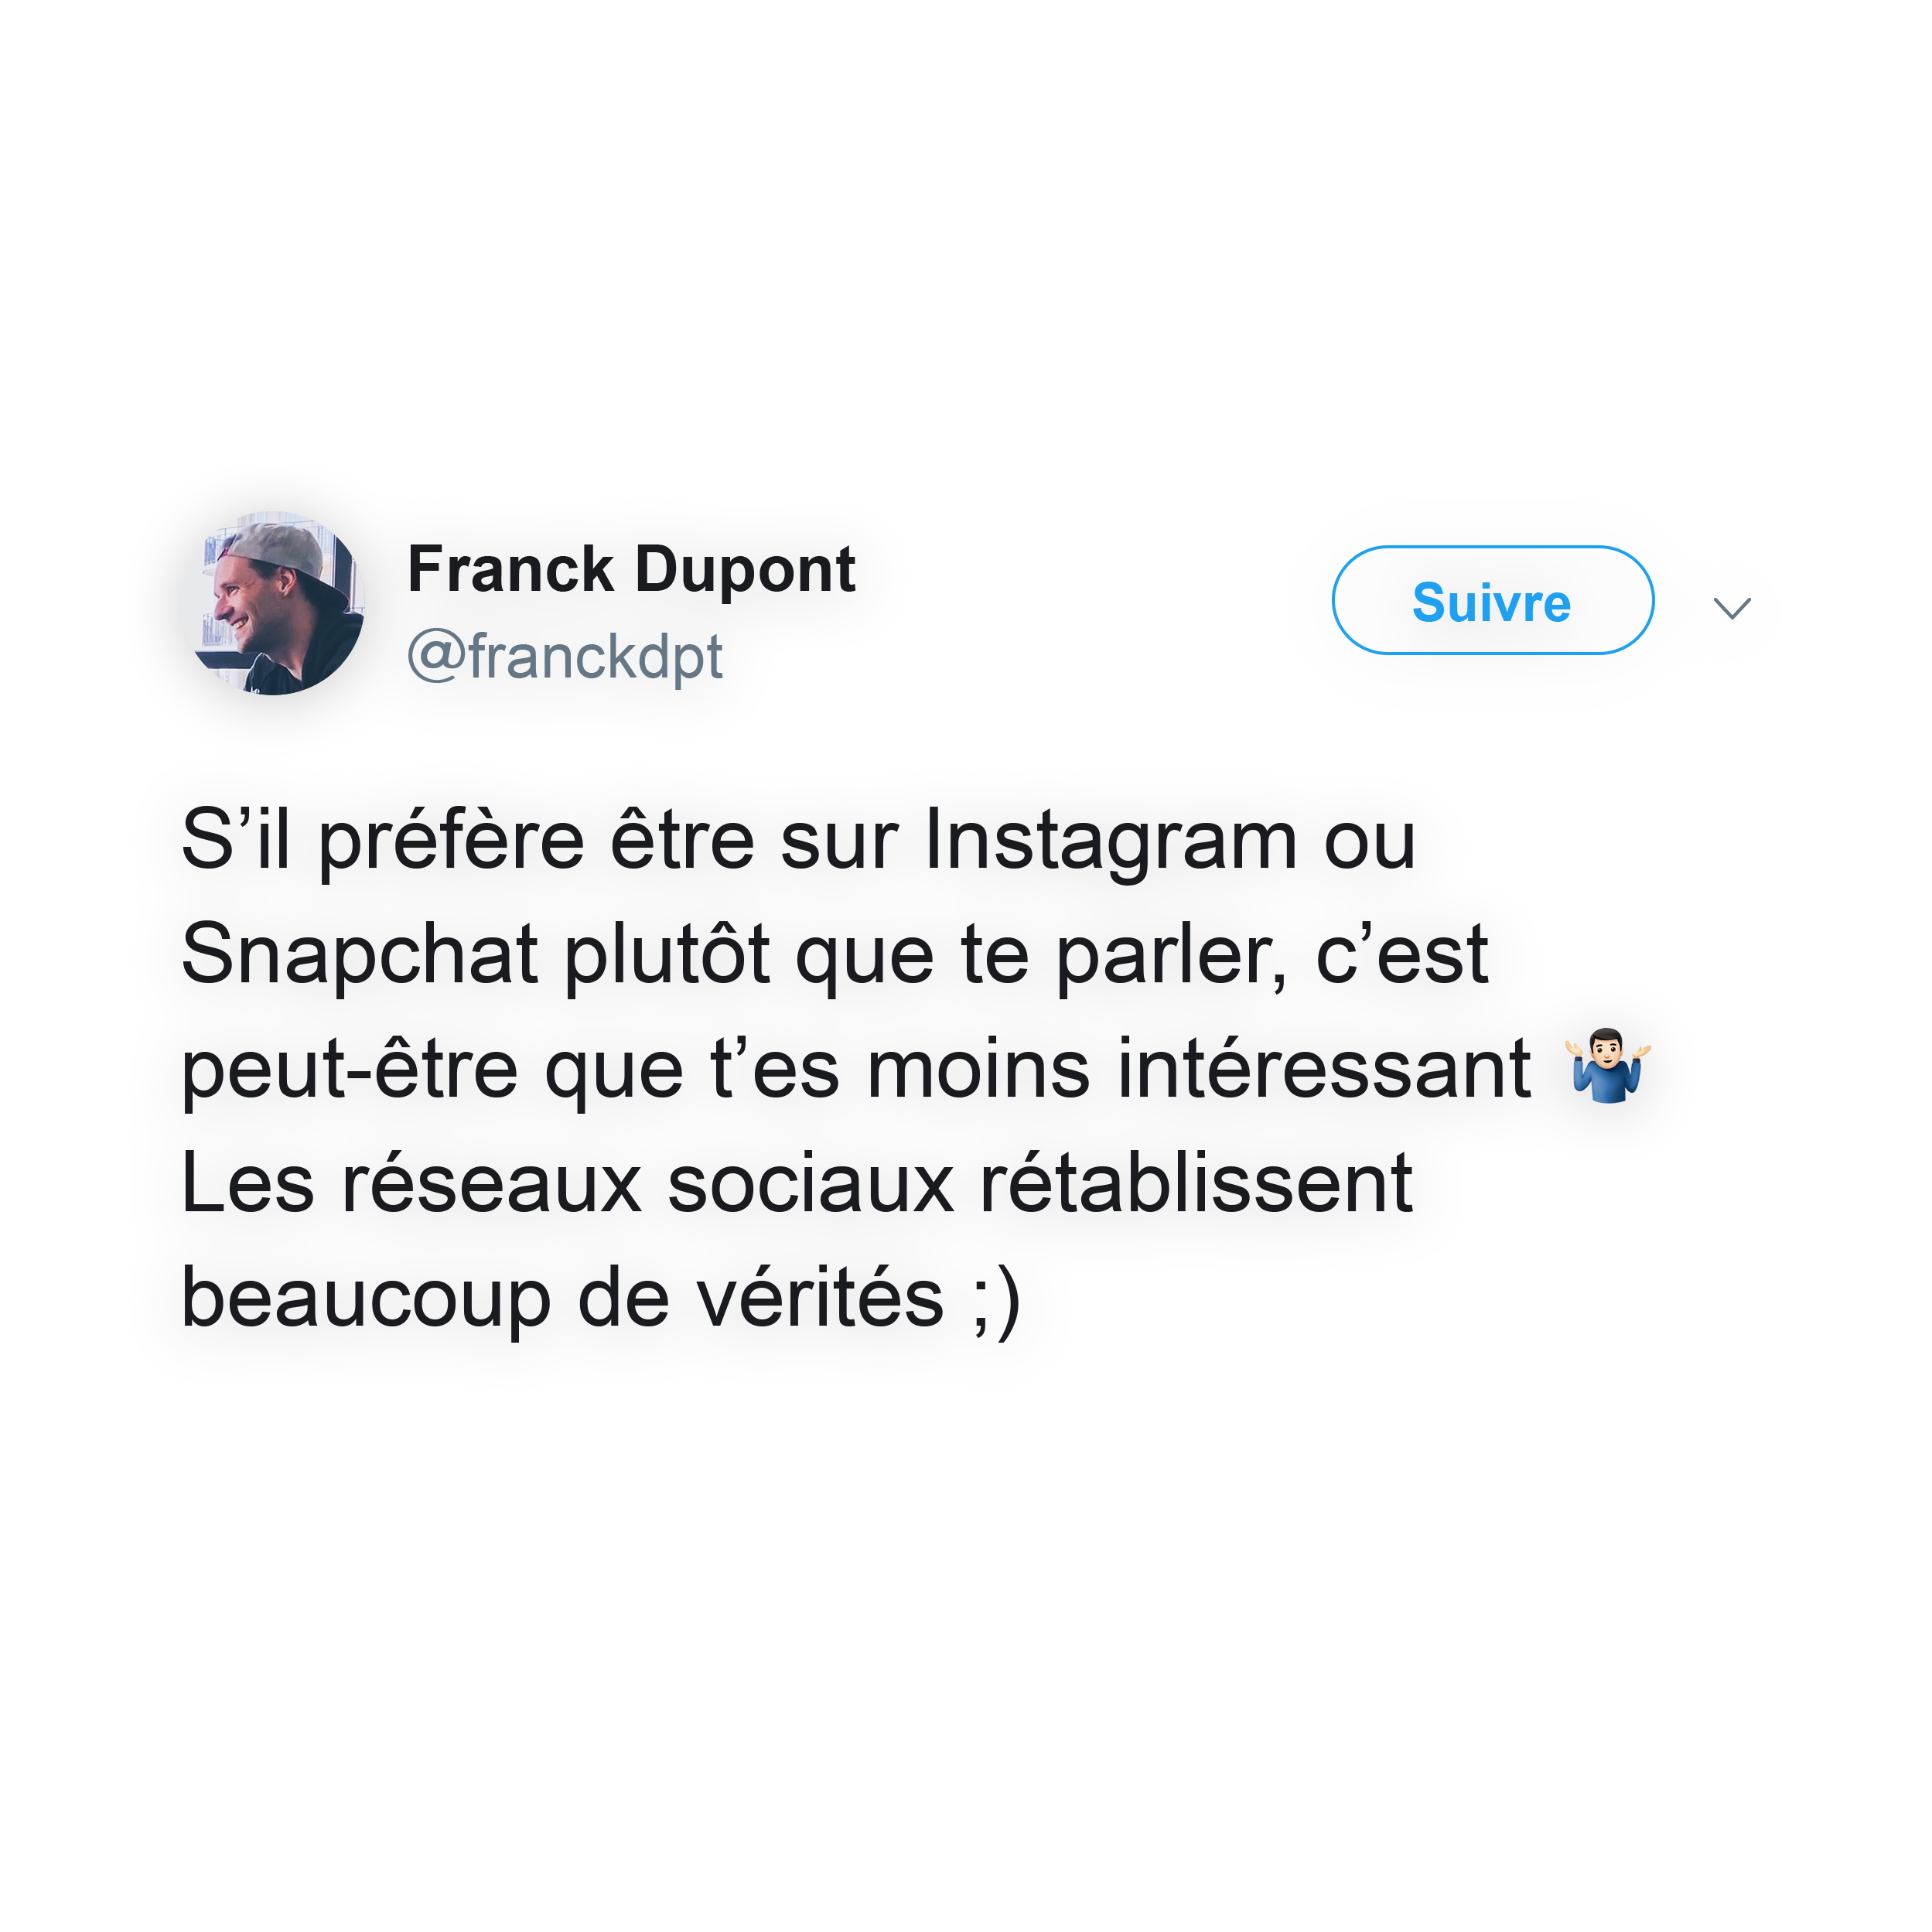 Franck Dupont
@franckdpt
Suivre
S’il préfère être sur Instagram ou
Snapchat plutôt que te parler, c’est
peut-être que t’es moins intéressant 🤷🏻‍♂️
Les réseaux sociaux rétablissent
beaucoup de vérités ;)